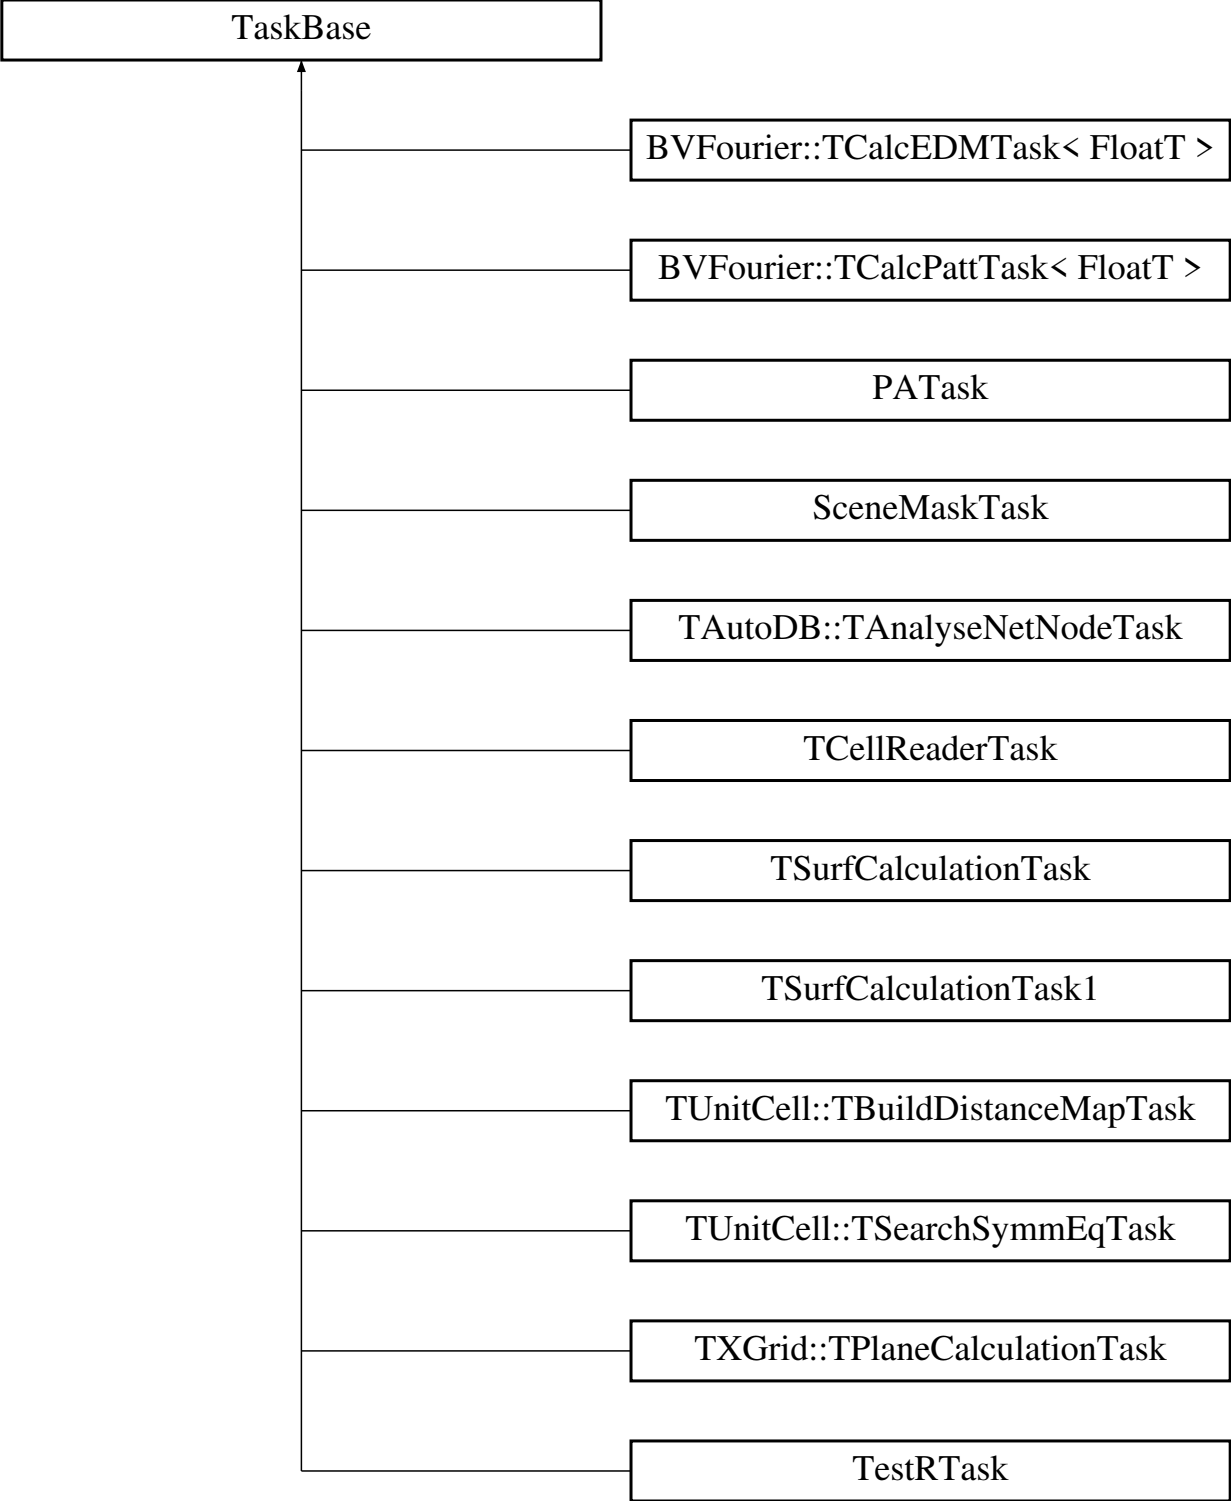 TaskBase
BVFourier::TCalcEDMTask< FloatT >
BVFourier::TCalcPattTask< FloatT >
PATask
SceneMaskTask
TAutoDB::TAnalyseNetNodeTask
TCellReaderTask
TSurfCalculationTask
TSurfCalculationTask1
TUnitCell::TBuildDistanceMapTask
TUnitCell::TSearchSymmEqTask
TXGrid::TPlaneCalculationTask
TestRTask